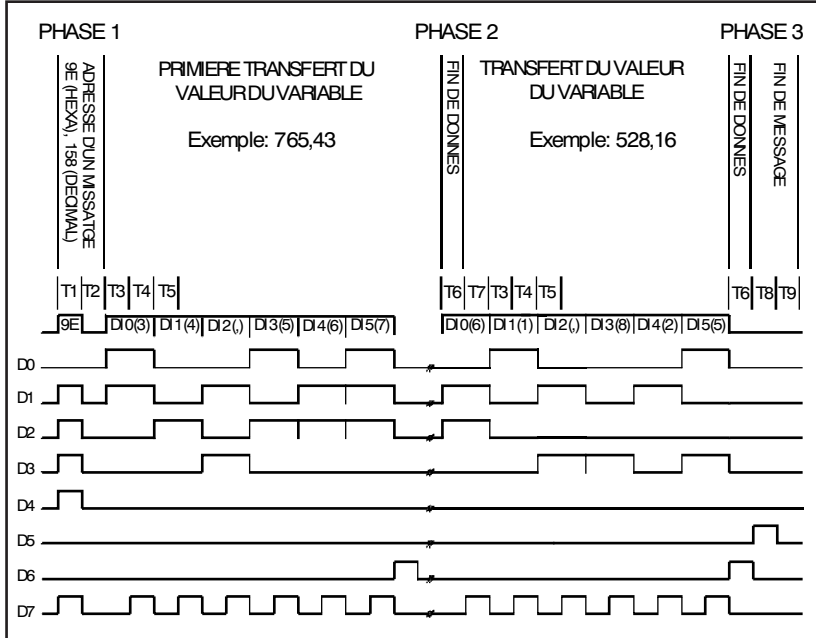 PHASE 1
PHASE 2
PHASE 3
ADRESSE D'UN MISSATGE
9E (HEXA), 158 (DECIMAL)
PRIMIERE TRANSFERT DU
VALEUR DU VARIABLE
Exemple: 765,43
FIN DE DONNES
TRANSFERT DU VALEUR
DU VARIABLE
Exemple: 528,16
FIN DE DONNES
FIN DE MESSAGE
T1 T2 T3 T4 T5
T6 T7 T3 T4 T5
T6 T8 T9
9E DI0(3) DI1(4) DI2(,) DI3(5) DI4(6) DI5(7)
DI0(6) DI1(1) DI2(,) DI3(8) DI4(2) DI5(5)
D0
D1
D2
D3
D4
D5
D6
D7